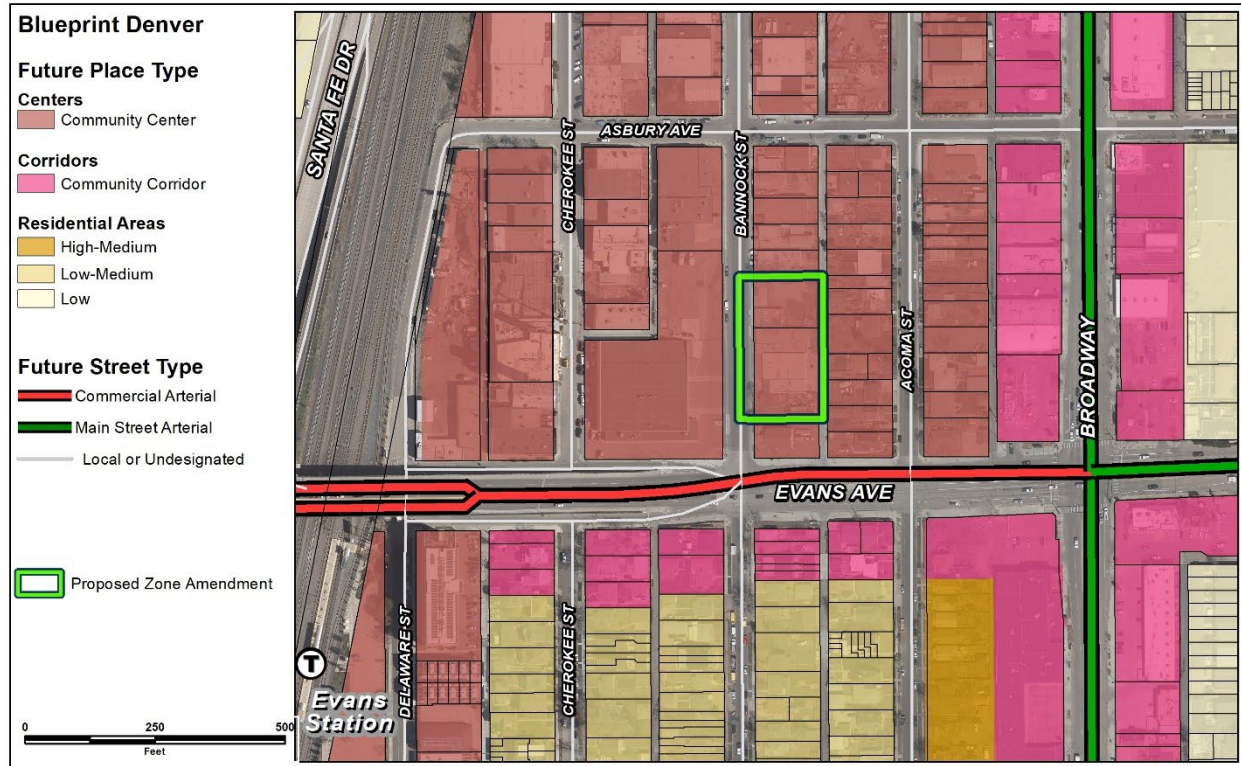 Blueprint Denver
Future Place Type
Centers
Community Center
Corridors
Community Corridor
Residential Areas
High-Medium
Low-Medium
Low
Future Street Type
Commercial Arterial
Main Street Arterial
Local or Undesignated
Proposed Zone Amendment
0 250 500
Feet
SANTA FE DR
CHEROKEE ST
ASBURY AVE
BANNOCK ST
ACOMA ST
BROADWAY
EVANS AVE
DELAWARE ST
CHEROKEE ST
T
Evans
Station